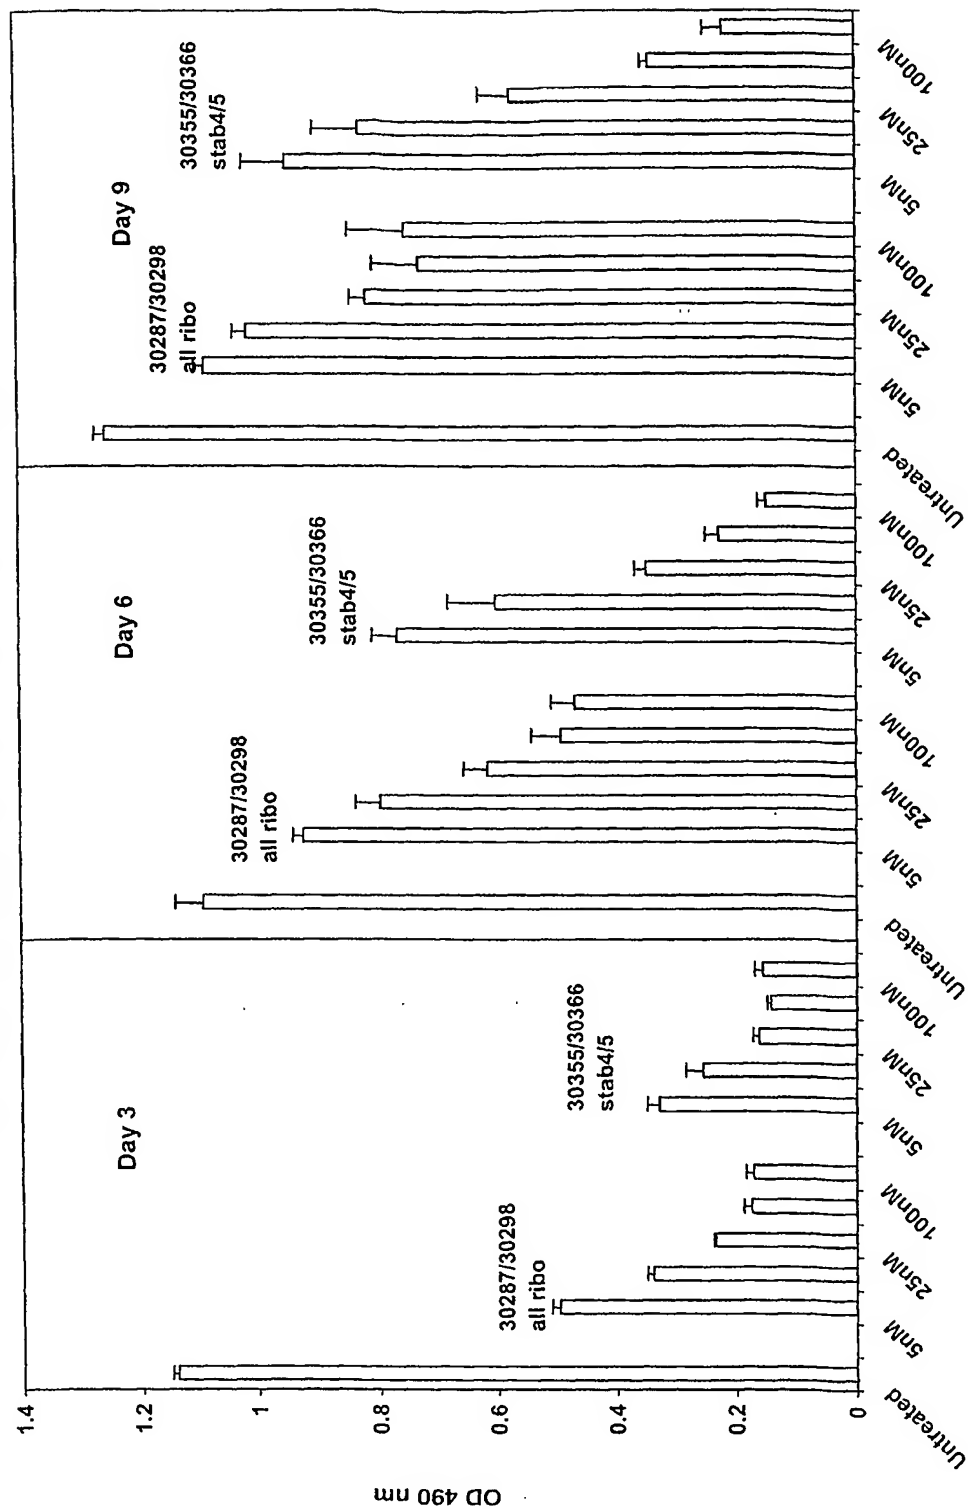 OD 490 nm
1.4
1.2
1
0.8
0.6
0.4
0.2
0
Day 3
30287/30298
all ribo
30355/30366
stab4/5
Day 6
30287/30298
all ribo
30355/30366
stab4/5
Day 9
30287/30298
all ribo
30355/30366
stab4/5
Untreated
5nM
25nM
100nM
5nM
25nM
100nM
Untreated
5nM
25nM
100nM
5nM
25nM
100nM
Untreated
5nM
25nM
100nM
5nM
25nM
100nM